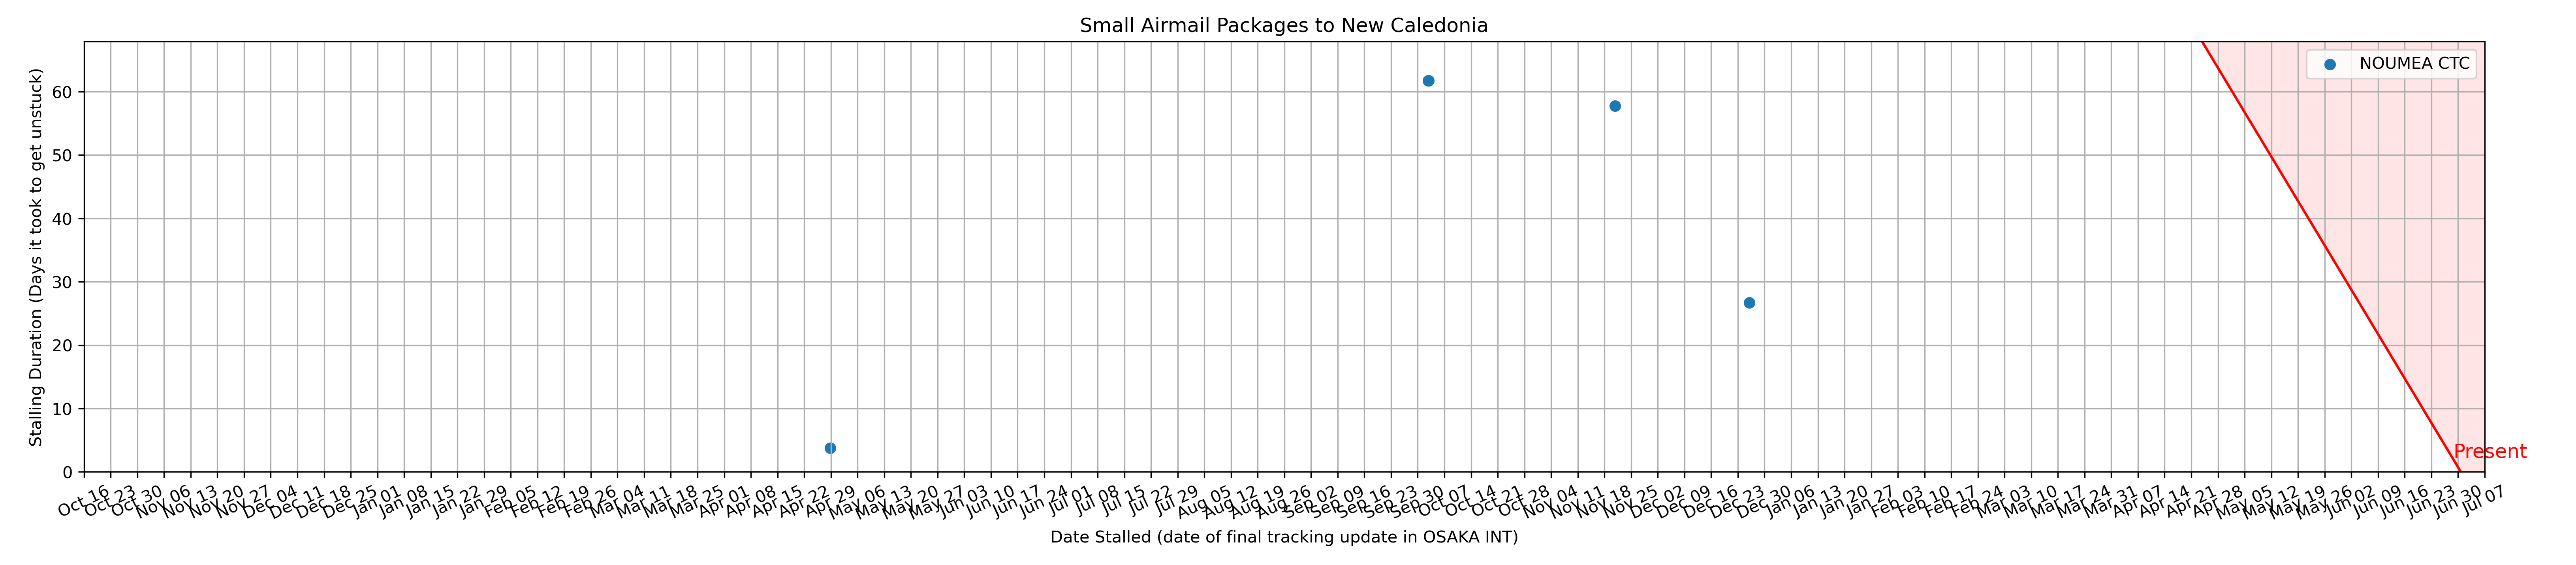 Small Airmail Packages to New Caledonia
NOUMEA CTC
Stalling Duration (Days it took to get unstuck)
60
50
40
30
20
10
0
Present
Oct 16
Oct 23
Oct 30
Nov 06
Nov 13
Nov 20
Nov 27
Dec 04
Dec 11
Dec 18
Dec 25
Jan 01
Jan 08
Jan 15
Jan 22
Jan 29
Feb 05
Feb 12
Feb 19
Feb 26
Mar 04
Mar 11
Mar 18
Mar 25
Apr 01
Apr 08
Apr 15
Apr 22
Apr 29
May 06
May 13
May 20
May 27
Jun 03
Jun 10
Jun 17
Jun 24
Jul 01
Jul 08
Jul 15
Jul 22
Jul 29
Aug 05
Aug 12
Aug 19
Aug 26
Sep 02
Sep 09
Sep 16
Sep 23
Sep 30
Oct 07
Oct 14
Oct 21
Oct 28
Nov 04
Nov 11
Nov 18
Nov 25
Dec 02
Dec 09
Dec 16
Dec 23
Dec 30
Jan 06
Jan 13
Jan 20
Jan 27
Feb 03
Feb 10
Feb 17
Feb 24
Mar 03
Mar 10
Mar 17
Mar 24
Mar 31
Apr 07
Apr 14
Apr 21
Apr 28
May 05
May 12
May 19
May 26
Jun 02
Jun 09
Jun 16
Jun 23
Jun 30
Jul 07
Date Stalled (date of final tracking update in OSAKA INT)